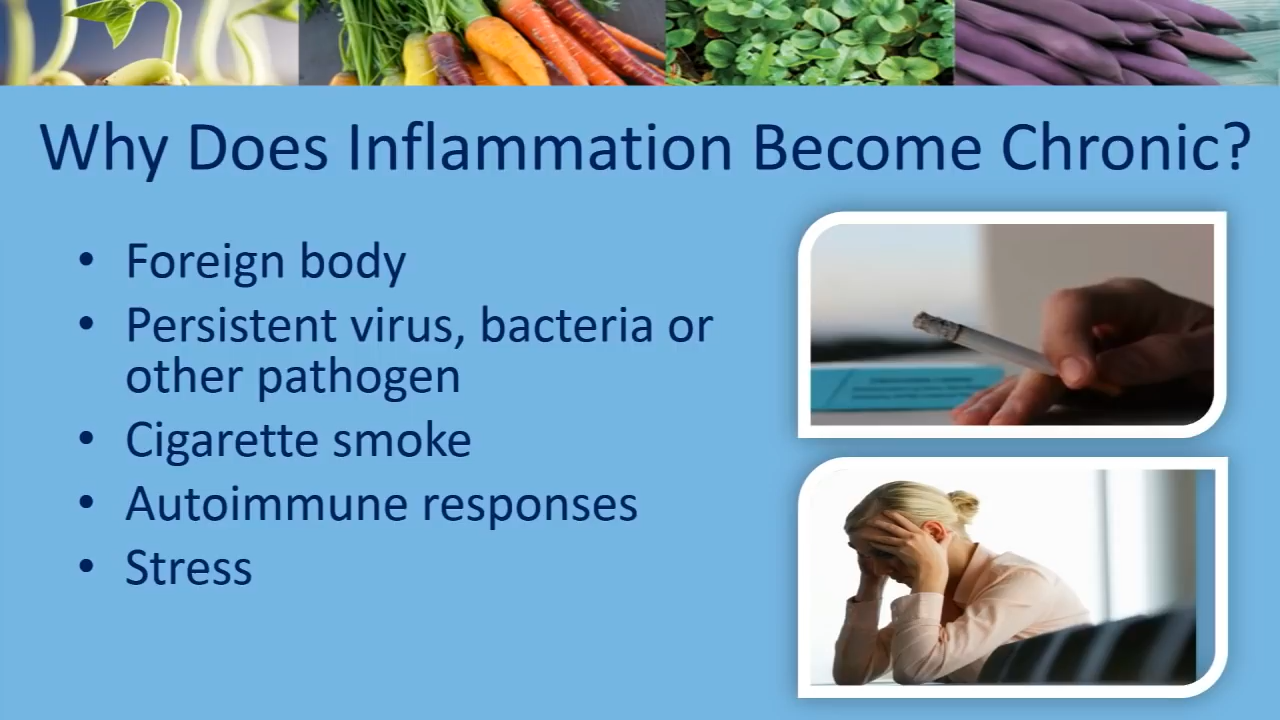 Why Does Inflammation Become Chronic?
• Foreign body
• Persistent virus, bacteria or
other pathogen
• Cigarette smoke
• Autoimmune responses
• Stress